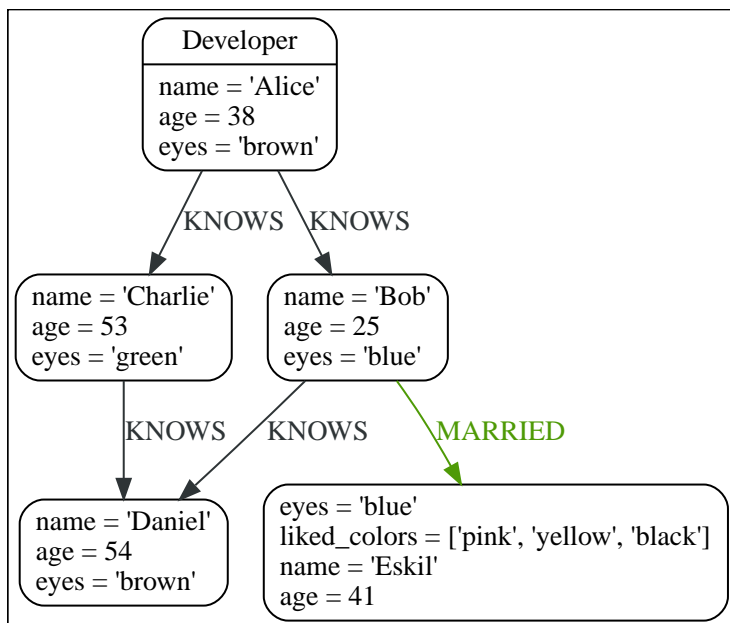 Developer
name = 'Alice'
age = 38
eyes = 'brown'
KNOWS
KNOWS
name = 'Charlie'
age = 53
eyes = 'green'
name = 'Bob'
age = 25
eyes = 'blue'
KNOWS
KNOWS
MARRIED
name = 'Daniel'
age = 54
eyes = 'brown'
eyes = 'blue'
liked_colors = ['pink', 'yellow', 'black']
name = 'Eskil'
age = 41